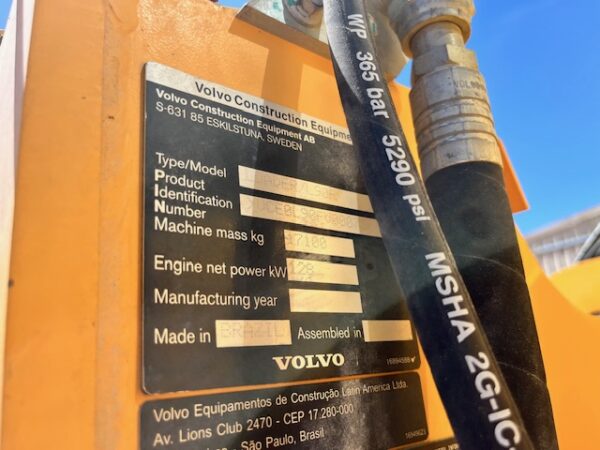 Volvo Construction Equipme
Volvo Construction Equipment AB
S-631 85 ESKILSTUNA, SWEDEN
Type/Model LOADER/L90F
Product
Identification
Number
Machine mass kg 17100
Engine net power kW 128
Manufacturing year
Made in BRAZIL Assembled in
VOLVO
Volvo Equipamentos de Construção Latin America Ltda.
Av. Lions Club 2470 - CEP 17.280-000
- São Paulo, Brasil
WP 365 bar 5290 psi MSHA 2G-IC